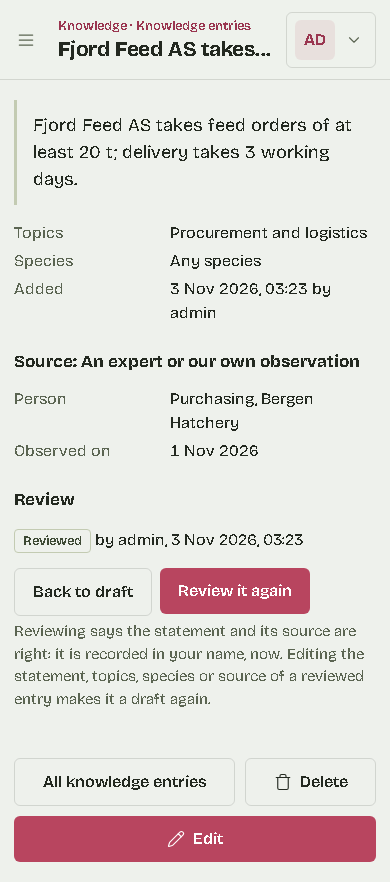 Knowledge · Knowledge entries
Fjord Feed AS takes...
AD
Fjord Feed AS takes feed orders of at
least 20 t; delivery takes 3 working
days.
Topics Procurement and logistics
Species Any species
Added 3 Nov 2026, 03:23 by
admin
Source: An expert or our own observation
Person Purchasing, Bergen
Hatchery
Observed on 1 Nov 2026
Review
Reviewed by admin, 3 Nov 2026, 03:23
Back to draft Review it again
Reviewing says the statement and its source are
right: it is recorded in your name, now. Editing the
statement, topics, species or source of a reviewed
entry makes it a draft again.
All knowledge entries Delete
Edit